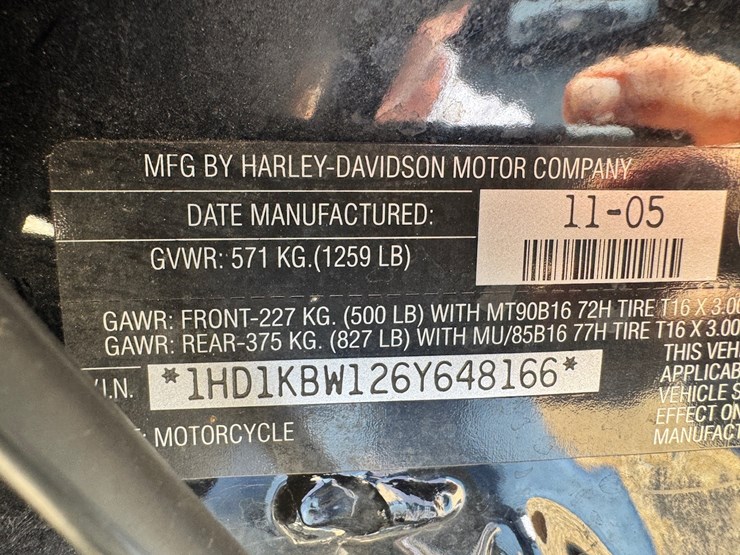 MFG BY HARLEY-DAVIDSON MOTOR COMPANY
DATE MANUFACTURED: 11-05
GVWR: 571 KG.(1259 LB)
GAWR: FRONT-227 KG. (500 LB) WITH MT90B16 72H TIRE T16 X 3.00
GAWR: REAR-375 KG. (827 LB) WITH MU/85B16 77H TIRE T16 X 3.00
THIS VEH
V.I.N. *1HD1KBW126Y648166* APPLICAB
VEHICLE S
EFFECT ON
: MOTORCYCLE MANUFACT